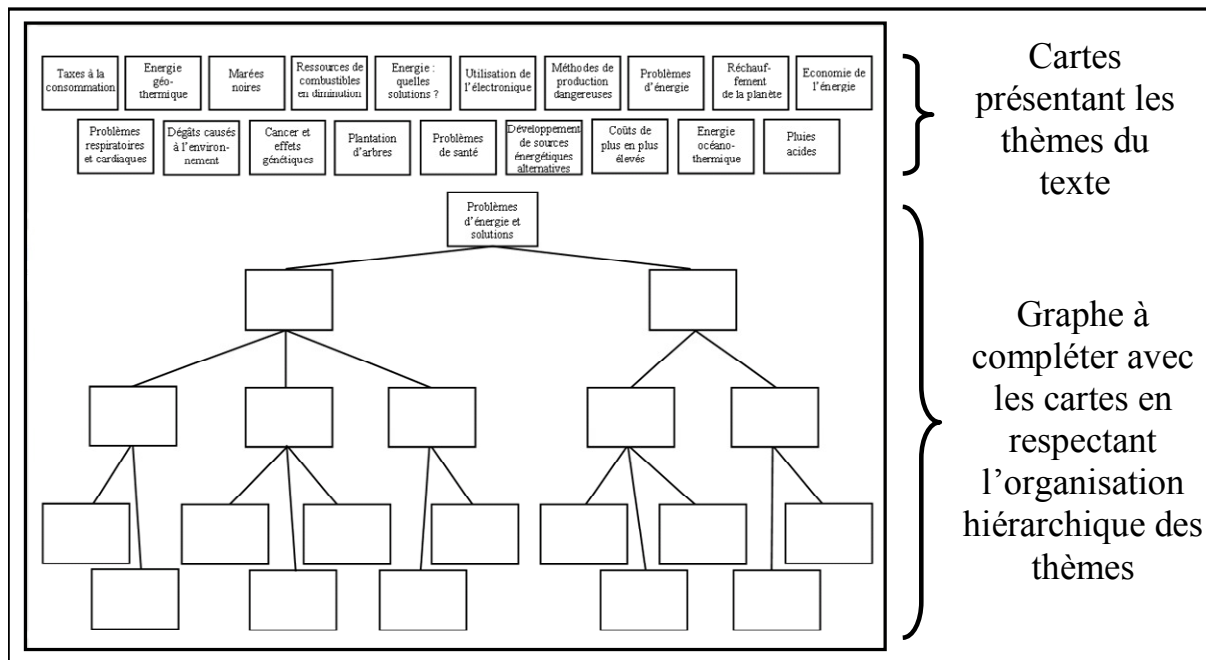 Taxes à la
consommation
Energie
géo-
thermique
Marées
noires
Ressources de
combustibles
en diminution
Energie :
quelles
solutions ?
Utilisation de
l'électronique
Méthodes de
production
dangereuses
Problèmes
d'énergie
Réchauf-
fement
de la planète
Economie de
l'énergie
Problèmes
respiratoires
et cardiaques
Dégâts causés
à l'environ-
nement
Cancer et
effets
génétiques
Plantation
d'arbres
Problèmes
de santé
Développement
de sources
énergétiques
alternatives
Coûts de
plus en plus
élevés
Energie
océano-
thermique
Pluies
acides
Problèmes
d'énergie et
solutions
Cartes
présentant les
thèmes du
texte
Graphe à
compléter avec
les cartes en
respectant
l'organisation
hiérarchique des
thèmes